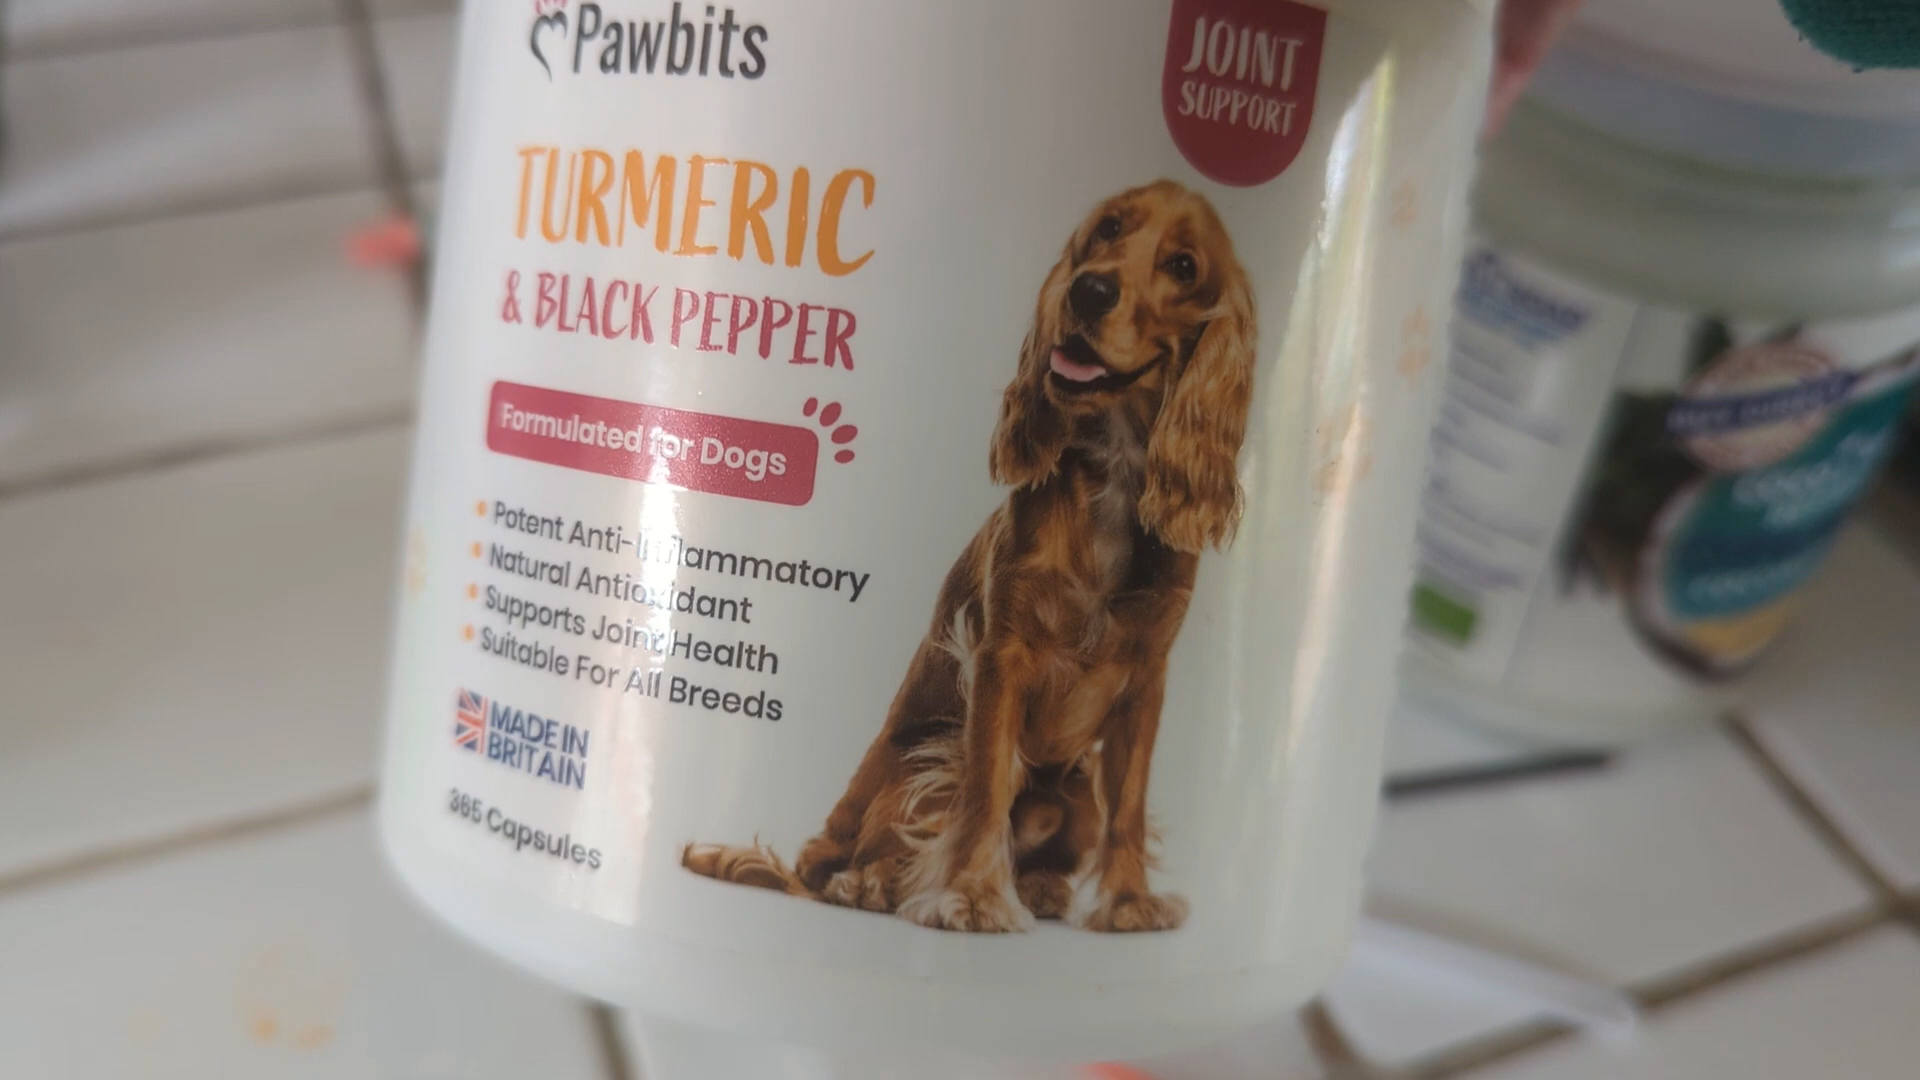 Pawbits
JOINT
SUPPORT
TURMERIC
& BLACK PEPPER
Formulated for Dogs
Potent Anti-Inflammatory
Natural Antioxidant
Supports Joint Health
Suitable For All Breeds
MADE IN
BRITAIN
365 Capsules